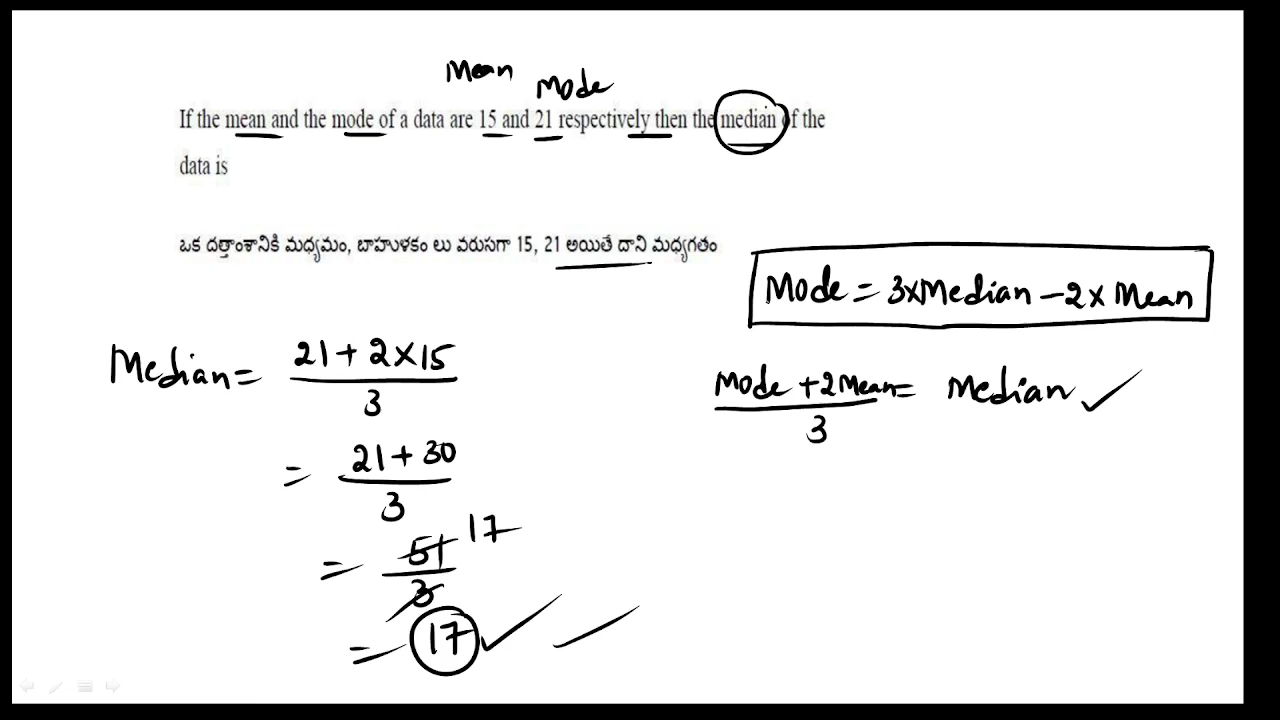 Mean
Mode
If the mean and the mode of a data are 15 and 21 respectively then the median of the
data is
ఒక దత్తాంశానికి మధ్యమం, బాహుళకం లు వరుసగా 15, 21 అయితే దాని మధ్యగతం
Mode = 3×Median - 2× Mean
Mode + 2Mean = Median
3
Median = 21 + 2×15
3
= 21 + 30
3
= 51 17
3
= 17